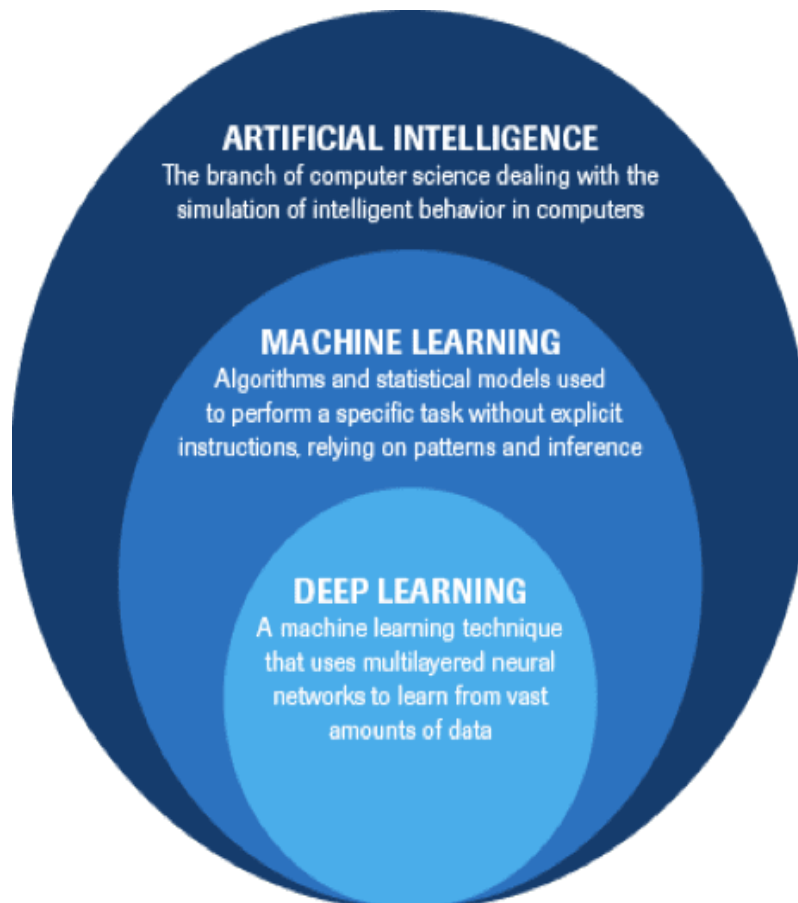 ARTIFICIAL INTELLIGENCE
The branch of computer science dealing with the
simulation of intelligent behavior in computers
MACHINE LEARNING
Algorithms and statistical models used
to perform a specific task without explicit
instructions, relying on patterns and inference
DEEP LEARNING
A machine learning technique
that uses multilayered neural
networks to learn from vast
amounts of data